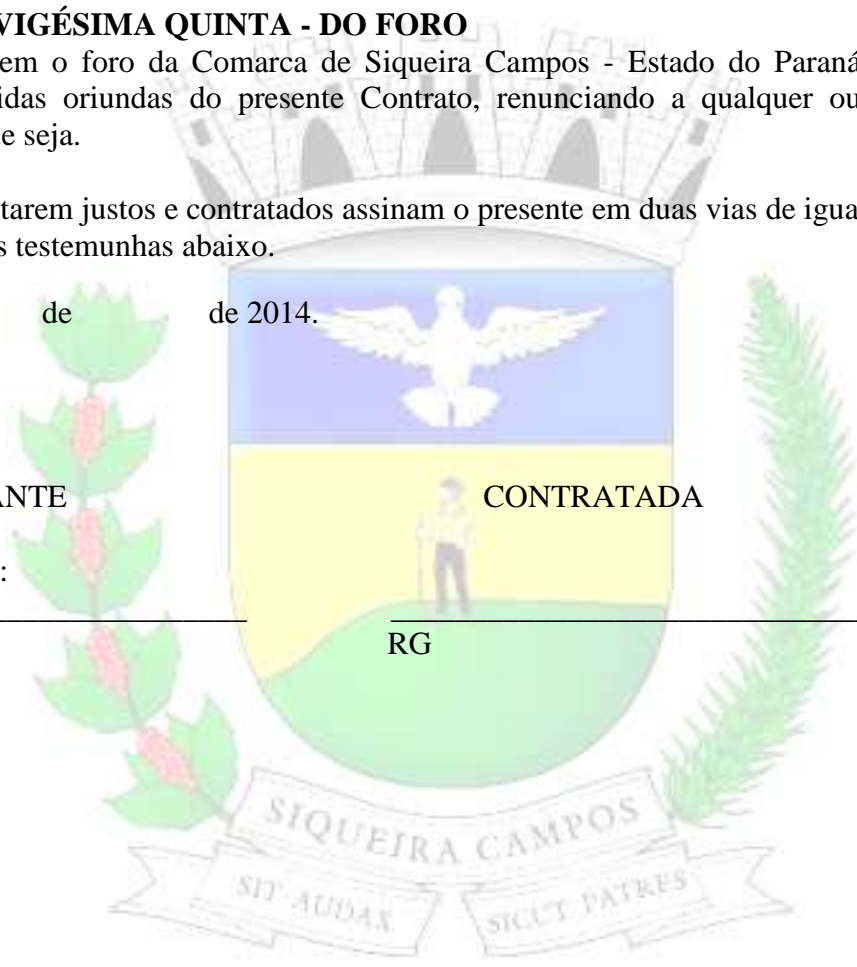 VIGÉSIMA QUINTA - DO FORO
em o foro da Comarca de Siqueira Campos - Estado do Paraná
idas oriundas do presente Contrato, renunciando a qualquer ou
e seja.
tarem justos e contratados assinam o presente em duas vias de igua
s testemunhas abaixo.
de de 2014.
ANTE CONTRATADA
:
RG
SIQUEIRA CAMPOS
SIT AUDAX SICUT PATRES